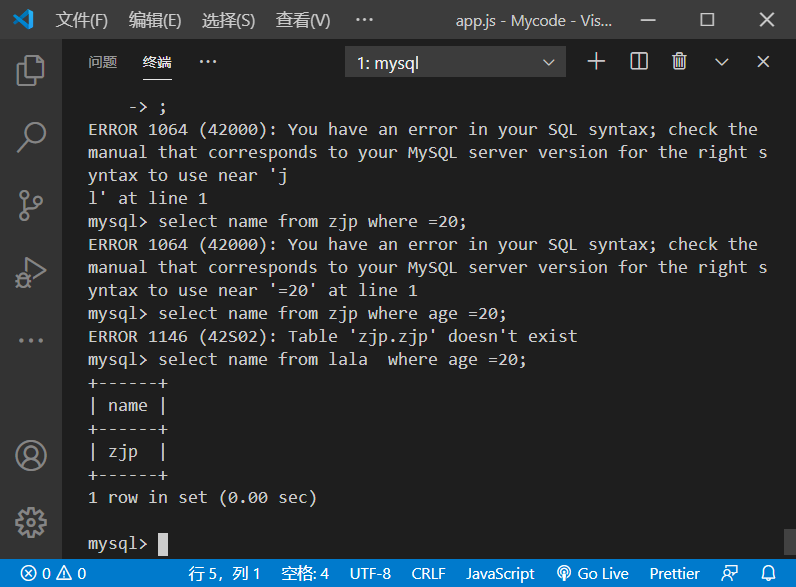 文件(F) 编辑(E) 选择(S) 查看(V) ··· app.js - Mycode - Vis...
问题 终端 ··· 1: mysql
-> ;
ERROR 1064 (42000): You have an error in your SQL syntax; check the
manual that corresponds to your MySQL server version for the right s
yntax to use near 'j
l' at line 1
mysql> select name from zjp where =20;
ERROR 1064 (42000): You have an error in your SQL syntax; check the
manual that corresponds to your MySQL server version for the right s
yntax to use near '=20' at line 1
mysql> select name from zjp where age =20;
ERROR 1146 (42S02): Table 'zjp.zjp' doesn't exist
mysql> select name from lala  where age =20;
+------+
| name |
+------+
| zjp  |
+------+
1 row in set (0.00 sec)
mysql>
0 0 行 5，列 1 空格: 4 UTF-8 CRLF JavaScript Go Live Prettier